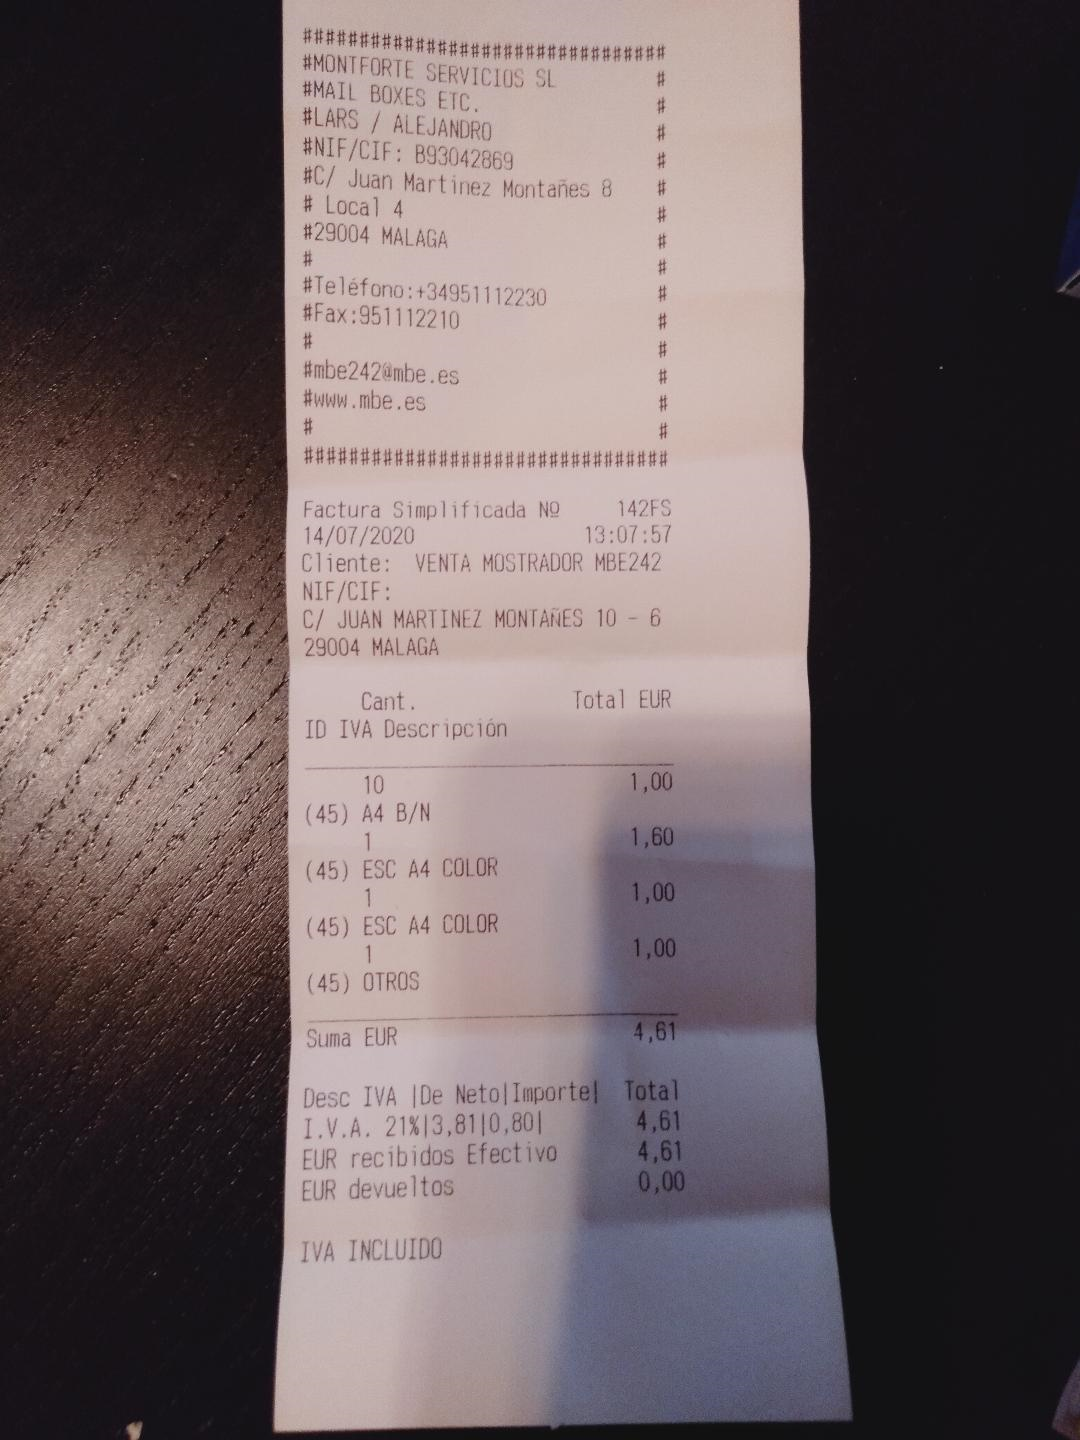 ################################
#MONTFORTE SERVICIOS SL #
#MAIL BOXES ETC. #
#LARS / ALEJANDRO #
#NIF/CIF: B93042869 #
#C/ Juan Martinez Montañes 8 #
# Local 4 #
#29004 MALAGA #
# #
#Teléfono:+34951112230 #
#Fax:951112210 #
# #
#mbe242@mbe.es #
#www.mbe.es #
# #
################################
Factura Simplificada Nº 142FS
14/07/2020 13:07:57
Cliente: VENTA MOSTRADOR MBE242
NIF/CIF:
C/ JUAN MARTINEZ MONTAÑES 10 - 6
29004 MALAGA
Cant. Total EUR
ID IVA Descripción
10 1,00
(45) A4 B/N
1 1,60
(45) ESC A4 COLOR
1 1,00
(45) ESC A4 COLOR
1 1,00
(45) OTROS
Suma EUR 4,61
Desc IVA |De Neto|Importe| Total
I.V.A. 21%|3,81|0,80| 4,61
EUR recibidos Efectivo 4,61
EUR devueltos 0,00
IVA INCLUIDO